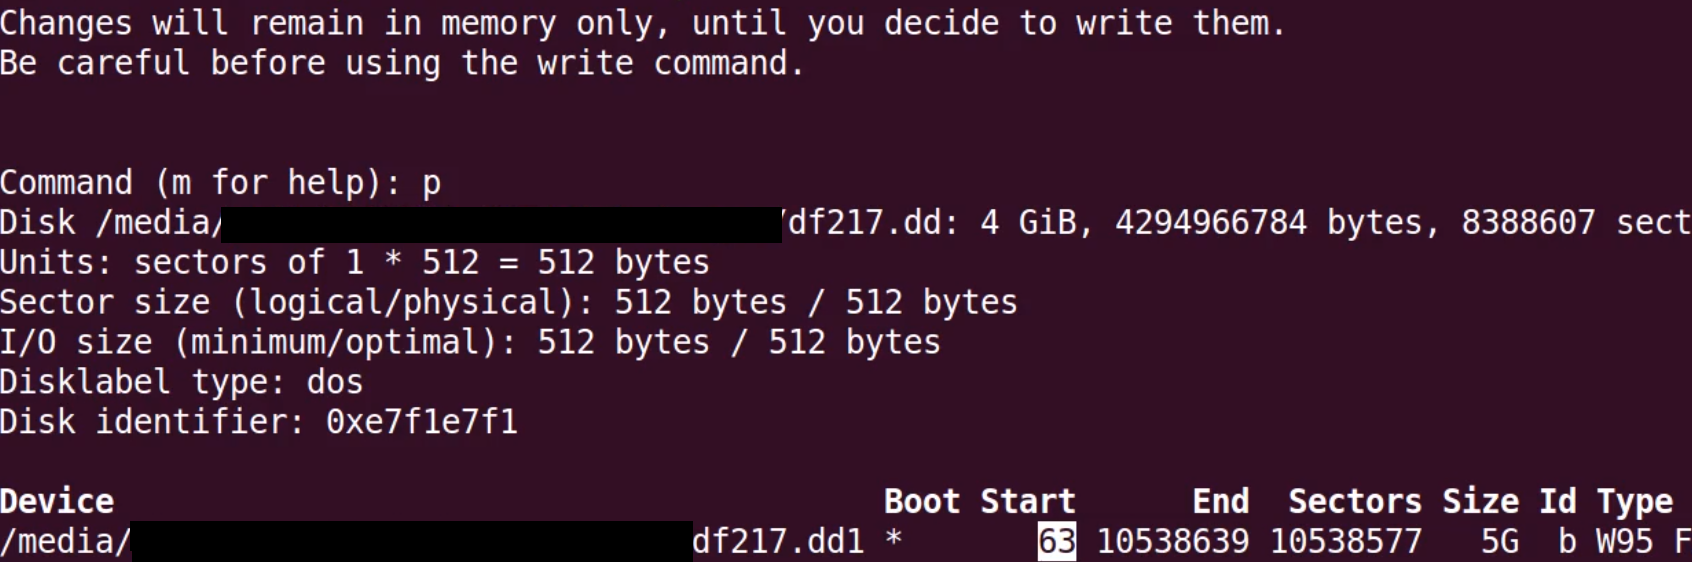 Changes will remain in memory only, until you decide to write them.
Be careful before using the write command.
Command (m for help): p
Disk /media/ /df217.dd: 4 GiB, 4294966784 bytes, 8388607 sect
Units: sectors of 1 * 512 = 512 bytes
Sector size (logical/physical): 512 bytes / 512 bytes
I/O size (minimum/optimal): 512 bytes / 512 bytes
Disklabel type: dos
Disk identifier: 0xe7f1e7f1
Device Boot Start End Sectors Size Id Type
/media/ df217.dd1 * 63 10538639 10538577 5G b W95 F